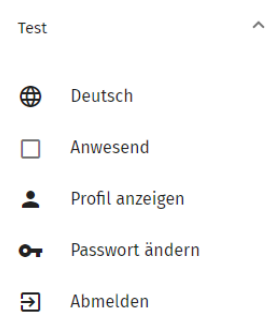 Test
Deutsch
Anwesend
Profil anzeigen
Passwort ändern
Abmelden